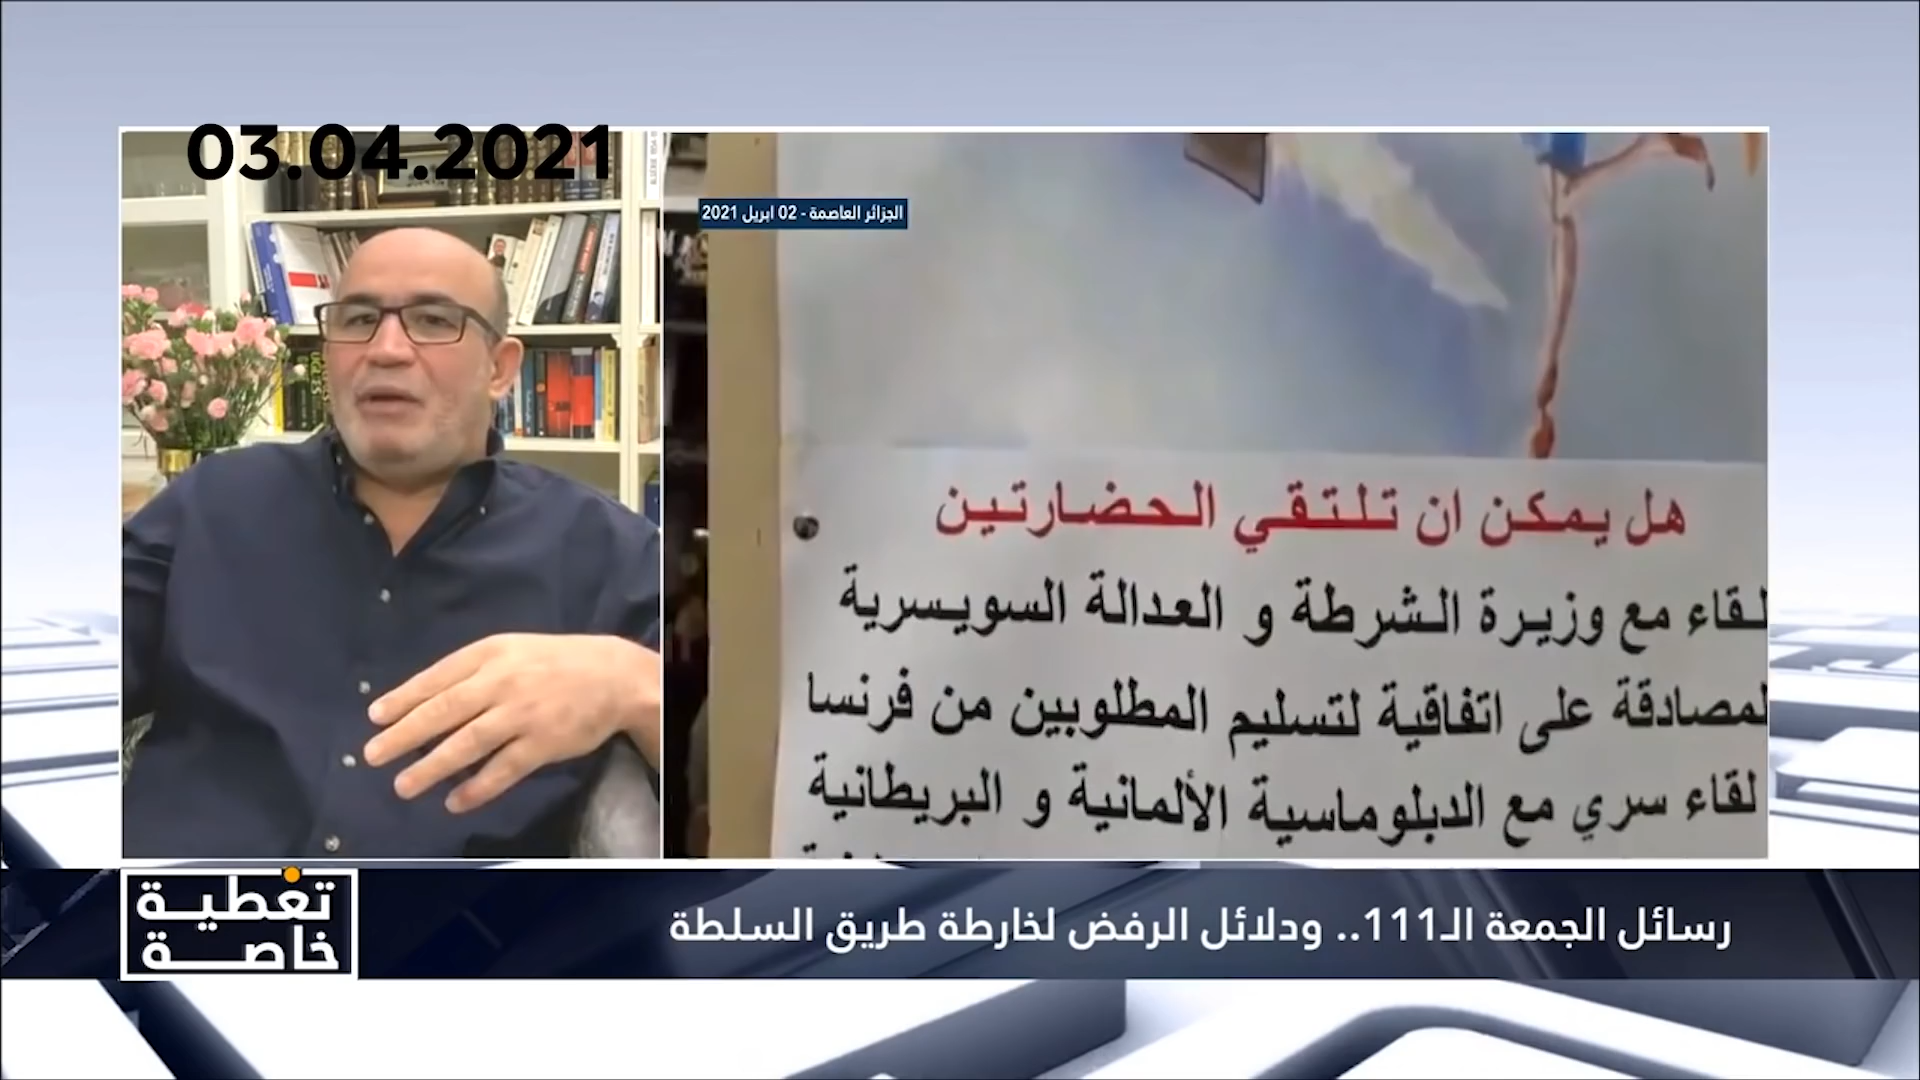 03.04.2021
الجزائر العاصمة - 02 ابريل 2021
هل يمكن ان تلتقي الحضارتين
لقاء مع وزيرة الشرطة و العدالة السويسرية
لمصادقة على اتفاقية لتسليم المطلوبين من فرنسا
لقاء سري مع الدبلوماسية الألمانية و البريطانية
رسائل الجمعة الـ111.. ودلائل الرفض لخارطة طريق السلطة
تغطية
خاصة